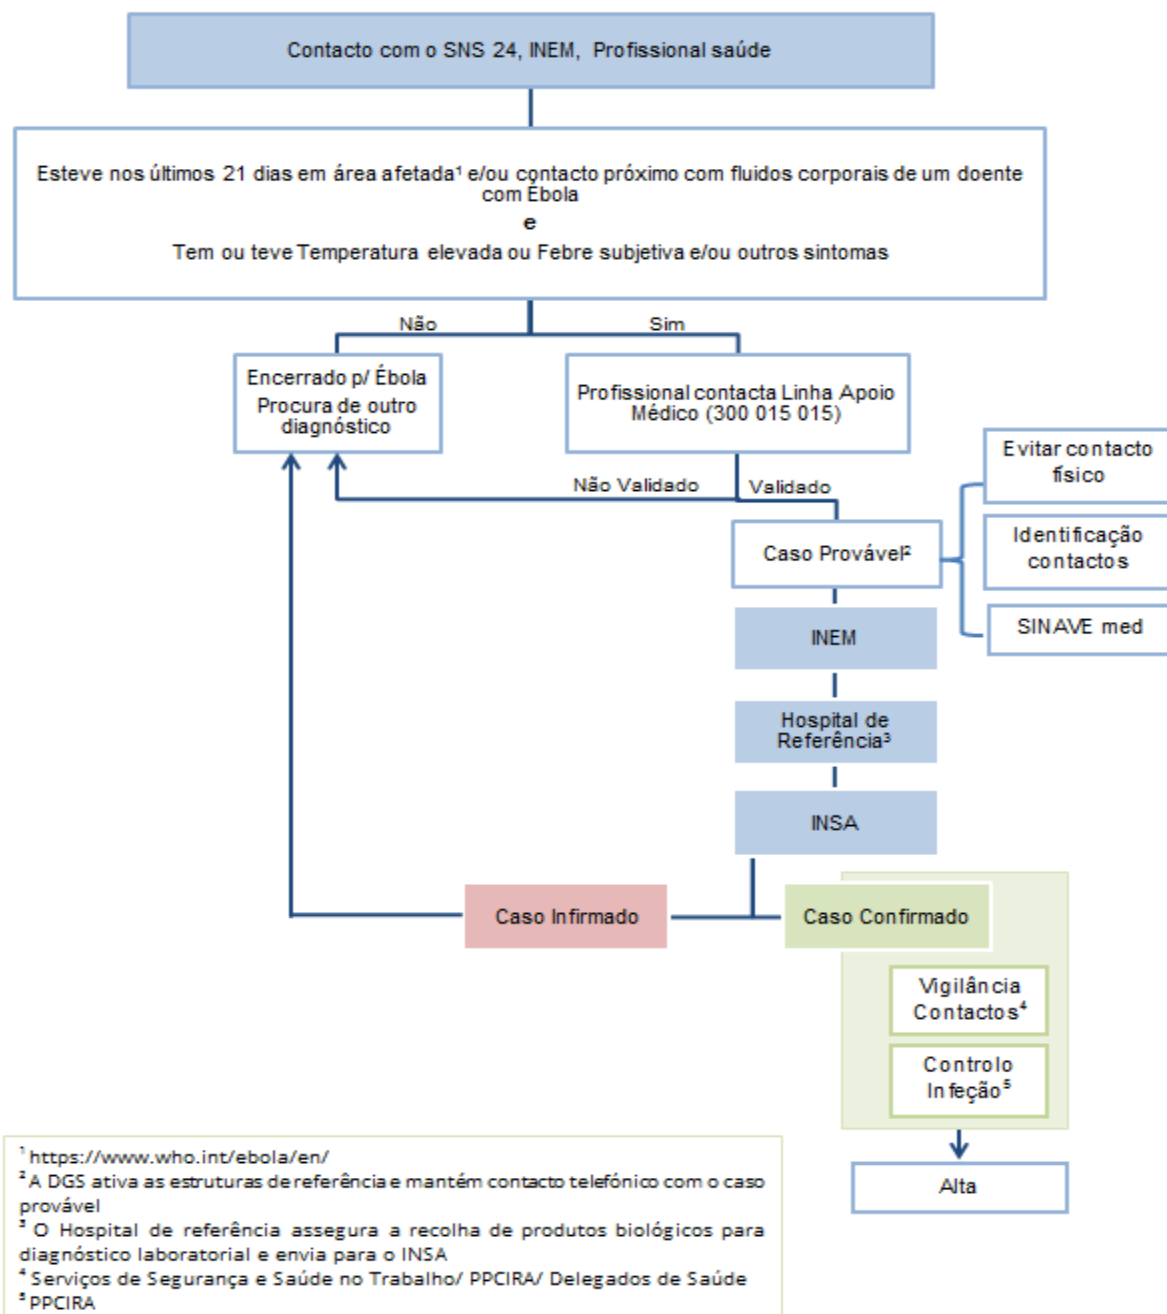 Contacto com o SNS 24, INEM, Profissional saúde
Esteve nos últimos 21 dias em área afetada¹ e/ou contacto próximo com fluidos corporais de um doente
com Ébola
e
Tem ou teve Temperatura elevada ou Febre subjetiva e/ou outros sintomas
Não
Sim
Encerrado p/ Ébola
Procura de outro
diagnóstico
Profissional contacta Linha Apoio
Médico (300 015 015)
Não Validado
Validado
Evitar contacto
físico
Caso Provável²
Identificação
contactos
SINAVE med
INEM
Hospital de
Referência³
INSA
Caso Infirmado
Caso Confirmado
Vigilância
Contactos⁴
Controlo
Infeção⁵
Alta
¹ https://www.who.int/ebola/en/
² A DGS ativa as estruturas de referência e mantém contacto telefónico com o caso
provável
³ O Hospital de referência assegura a recolha de produtos biológicos para
diagnóstico laboratorial e envia para o INSA
⁴ Serviços de Segurança e Saúde no Trabalho/ PPCIRA/ Delegados de Saúde
⁵ PPCIRA